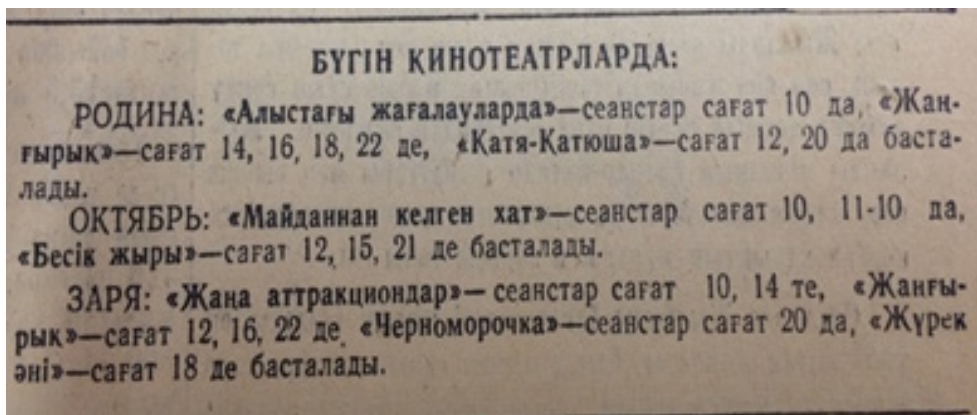 БҮГІН ҚИНОТЕАТРЛАРДА:
РОДИНА: «Алыстағы жағалауларда»—сеанстар сағат 10 да, «Жаң-
ғырық»—сағат 14, 16, 18, 22 де, «Қатя-Қатюша»—сағат 12, 20 да баста-
лады.
ОКТЯБРЬ: «Майданнан келген хат»—сеанстар сағат 10, 11-10 да,
«Бесік жыры»—сағат 12, 15, 21 де басталады.
ЗАРЯ: «Жаңа аттракциондар»—сеанстар сағат 10, 14 те, «Жаңғы-
рық»—сағат 12, 16, 22 де, «Черноморочка»—сеанстар сағат 20 да, «Жүрек
әні»—сағат 18 де басталады.